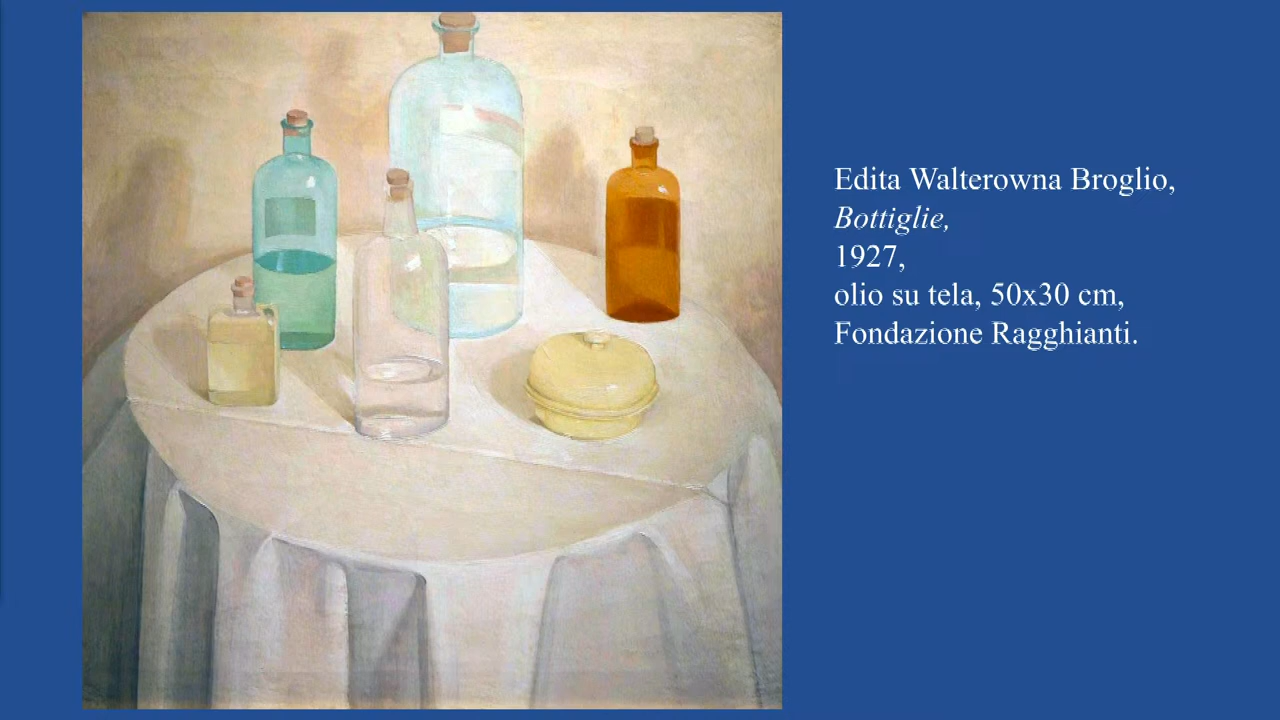 Edita Walterowna Broglio,
Bottiglie,
1927,
olio su tela, 50x30 cm,
Fondazione Ragghianti.